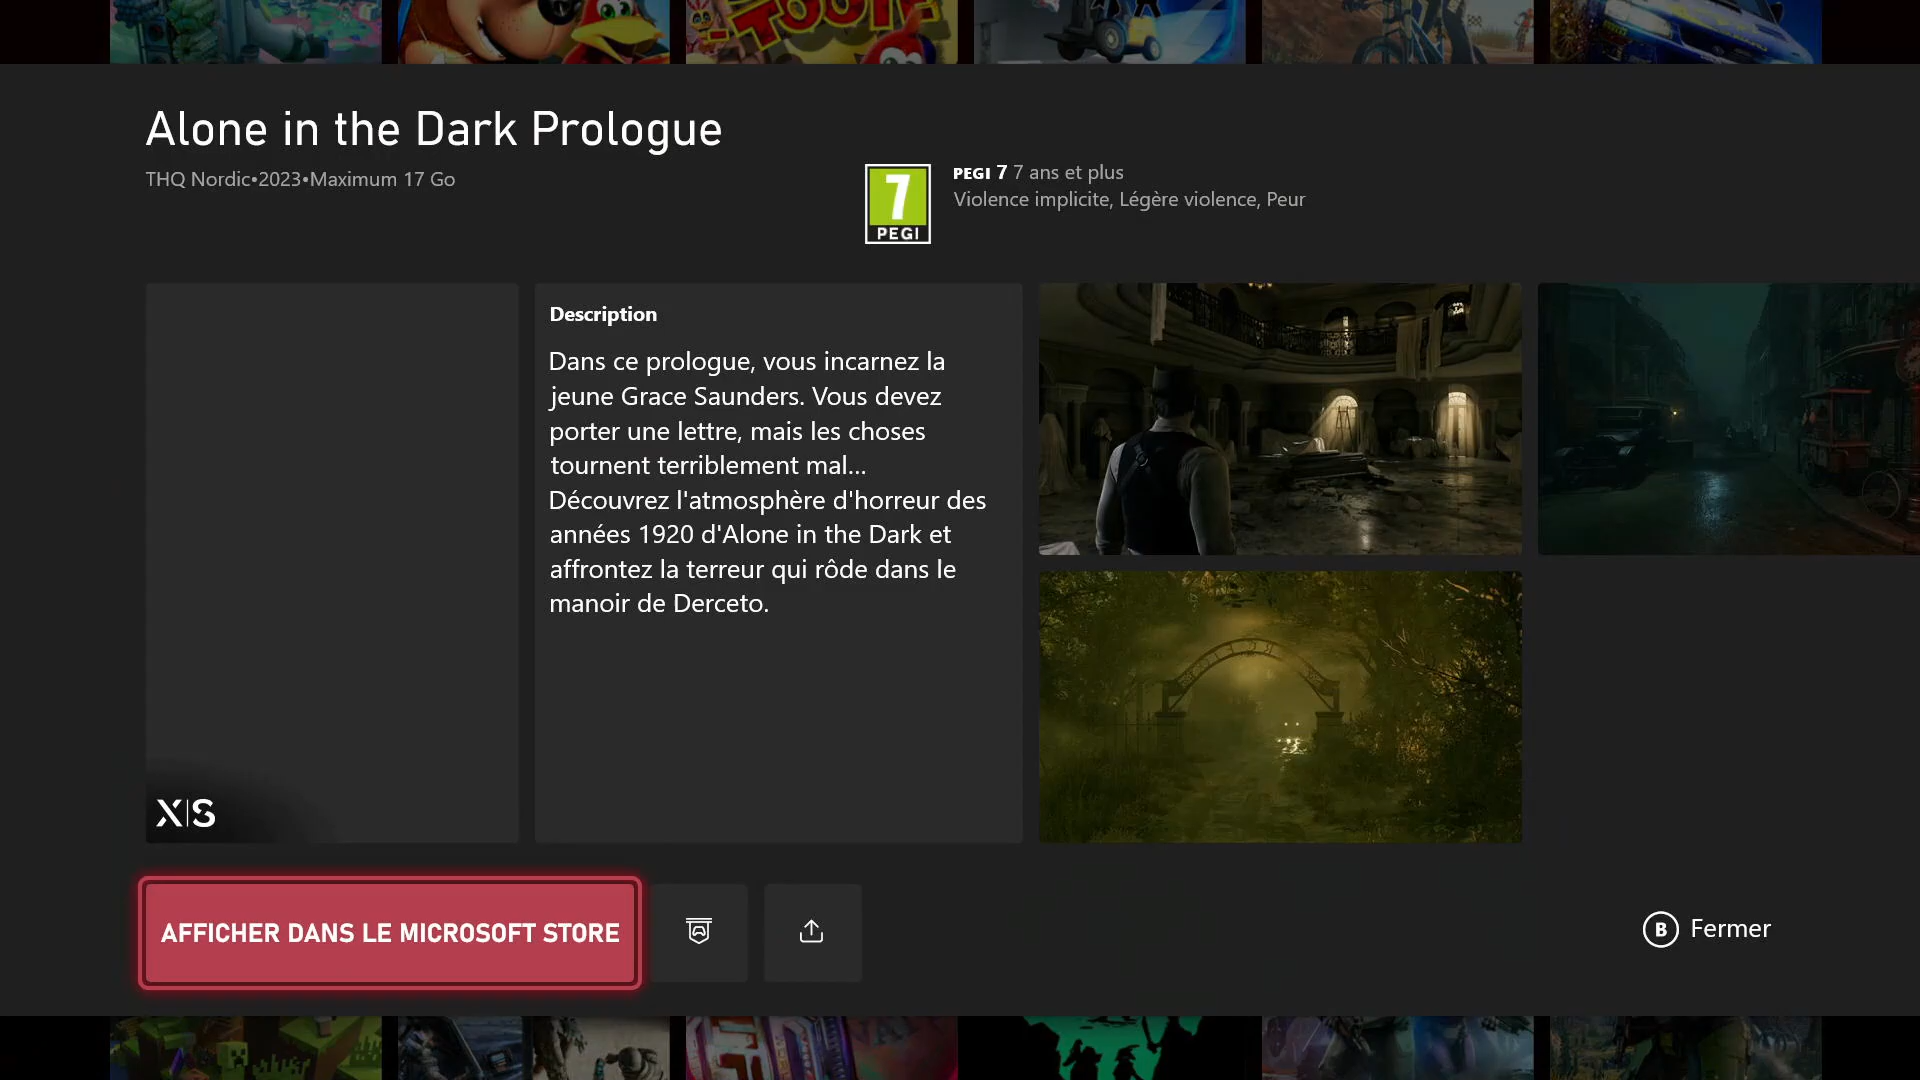 Alone in the Dark Prologue
THQ Nordic•2023•Maximum 17 Go
7
PEGI
PEGI 7 7 ans et plus
Violence implicite, Légère violence, Peur
Description
Dans ce prologue, vous incarnez la
jeune Grace Saunders. Vous devez
porter une lettre, mais les choses
tournent terriblement mal...
Découvrez l'atmosphère d'horreur des
années 1920 d'Alone in the Dark et
affrontez la terreur qui rôde dans le
manoir de Derceto.
X|S
AFFICHER DANS LE MICROSOFT STORE
B Fermer